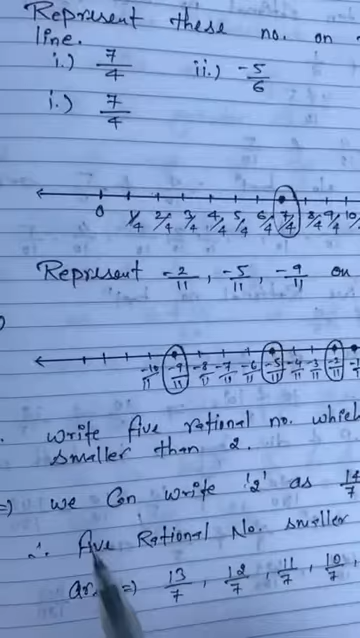 Represent these no. on
line.
i.) 7/4 ii.) -5/6
i.) 7/4
0 1/4 2/4 3/4 4/4 5/4 6/4 7/4 8/4 9/4 10
Represent -2/11, -5/11, -9/11 on
-10/11 -9/11 -8/11 -7/11 -6/11 -5/11 -4/11 -3/11 -2/11
write five rational no. which
smaller than 2.
=) we can write '2' as 14/7
∴ five Rational No. smaller
=) 13/7, 12/7, 11/7, 10/7,